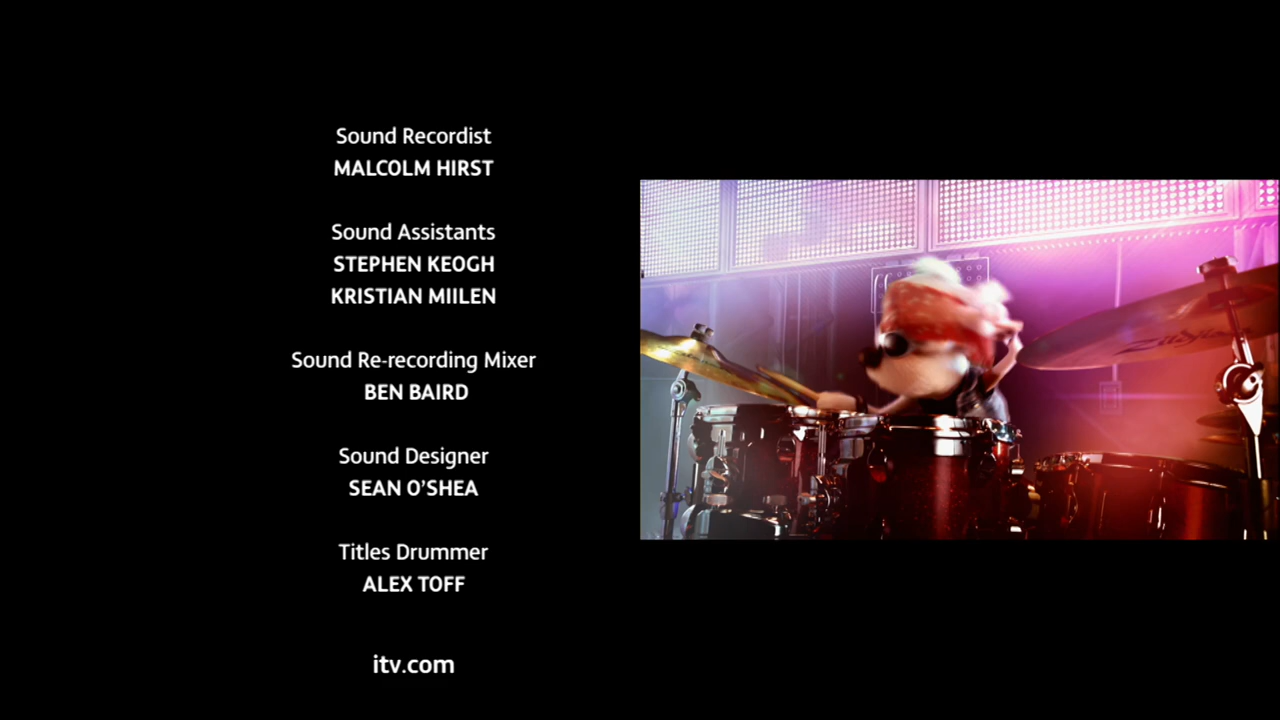 Sound Recordist
MALCOLM HIRST
Sound Assistants
STEPHEN KEOGH
KRISTIAN MIILEN
Sound Re-recording Mixer
BEN BAIRD
Sound Designer
SEAN O’SHEA
Titles Drummer
ALEX TOFF
itv.com
Zildjian